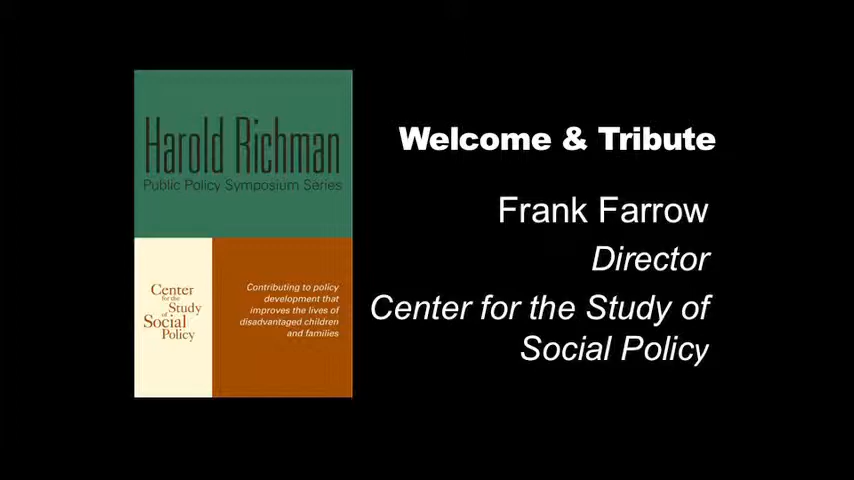 Harold Richman
Public Policy Symposium Series
Center
for the
Study
of
Social
Policy
Contributing to policy
development that
improves the lives of
disadvantaged children
and families
Welcome & Tribute
Frank Farrow
Director
Center for the Study of
Social Policy